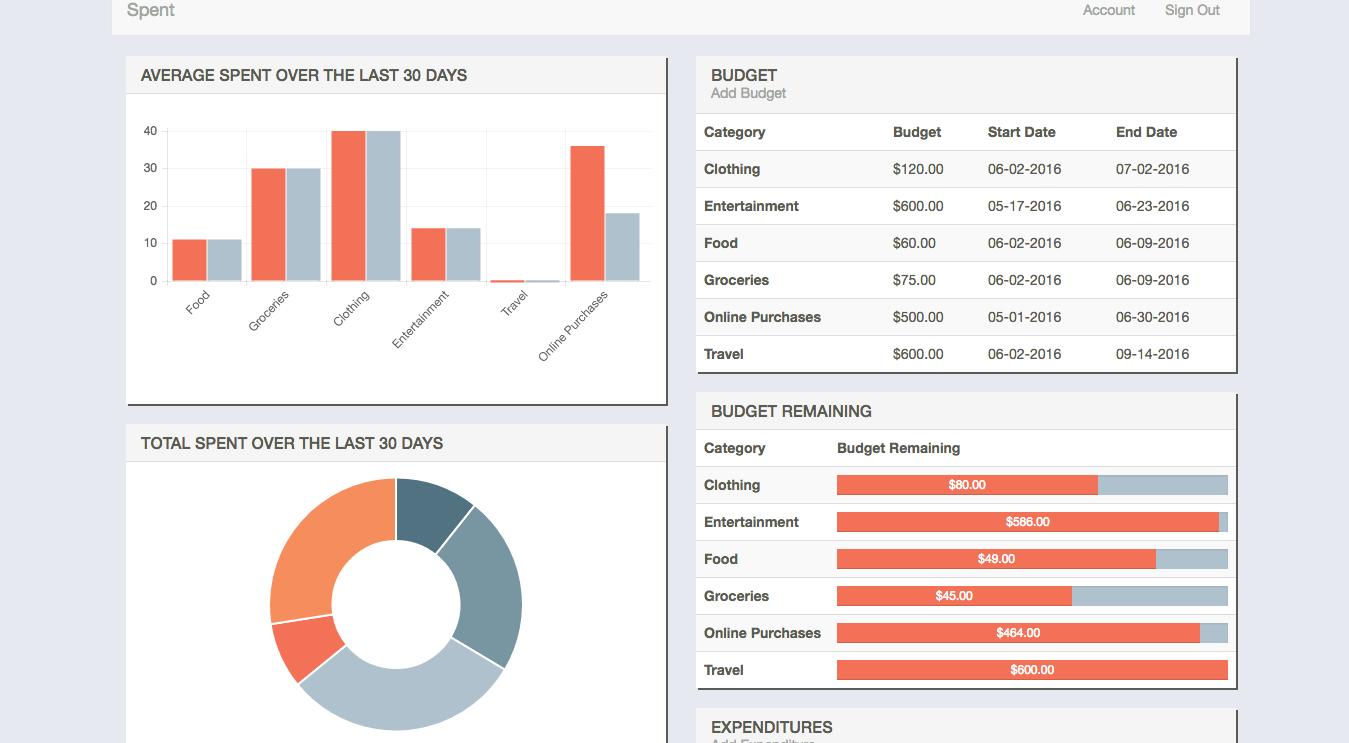 Spent
Account Sign Out
AVERAGE SPENT OVER THE LAST 30 DAYS
40
30
20
10
0
Food
Groceries
Clothing
Entertainment
Travel
Online Purchases
TOTAL SPENT OVER THE LAST 30 DAYS
BUDGET
Add Budget
Category Budget Start Date End Date
Clothing $120.00 06-02-2016 07-02-2016
Entertainment $600.00 05-17-2016 06-23-2016
Food $60.00 06-02-2016 06-09-2016
Groceries $75.00 06-02-2016 06-09-2016
Online Purchases $500.00 05-01-2016 06-30-2016
Travel $600.00 06-02-2016 09-14-2016
BUDGET REMAINING
Category Budget Remaining
Clothing $80.00
Entertainment $586.00
Food $49.00
Groceries $45.00
Online Purchases $464.00
Travel $600.00
EXPENDITURES
Add Expenditure